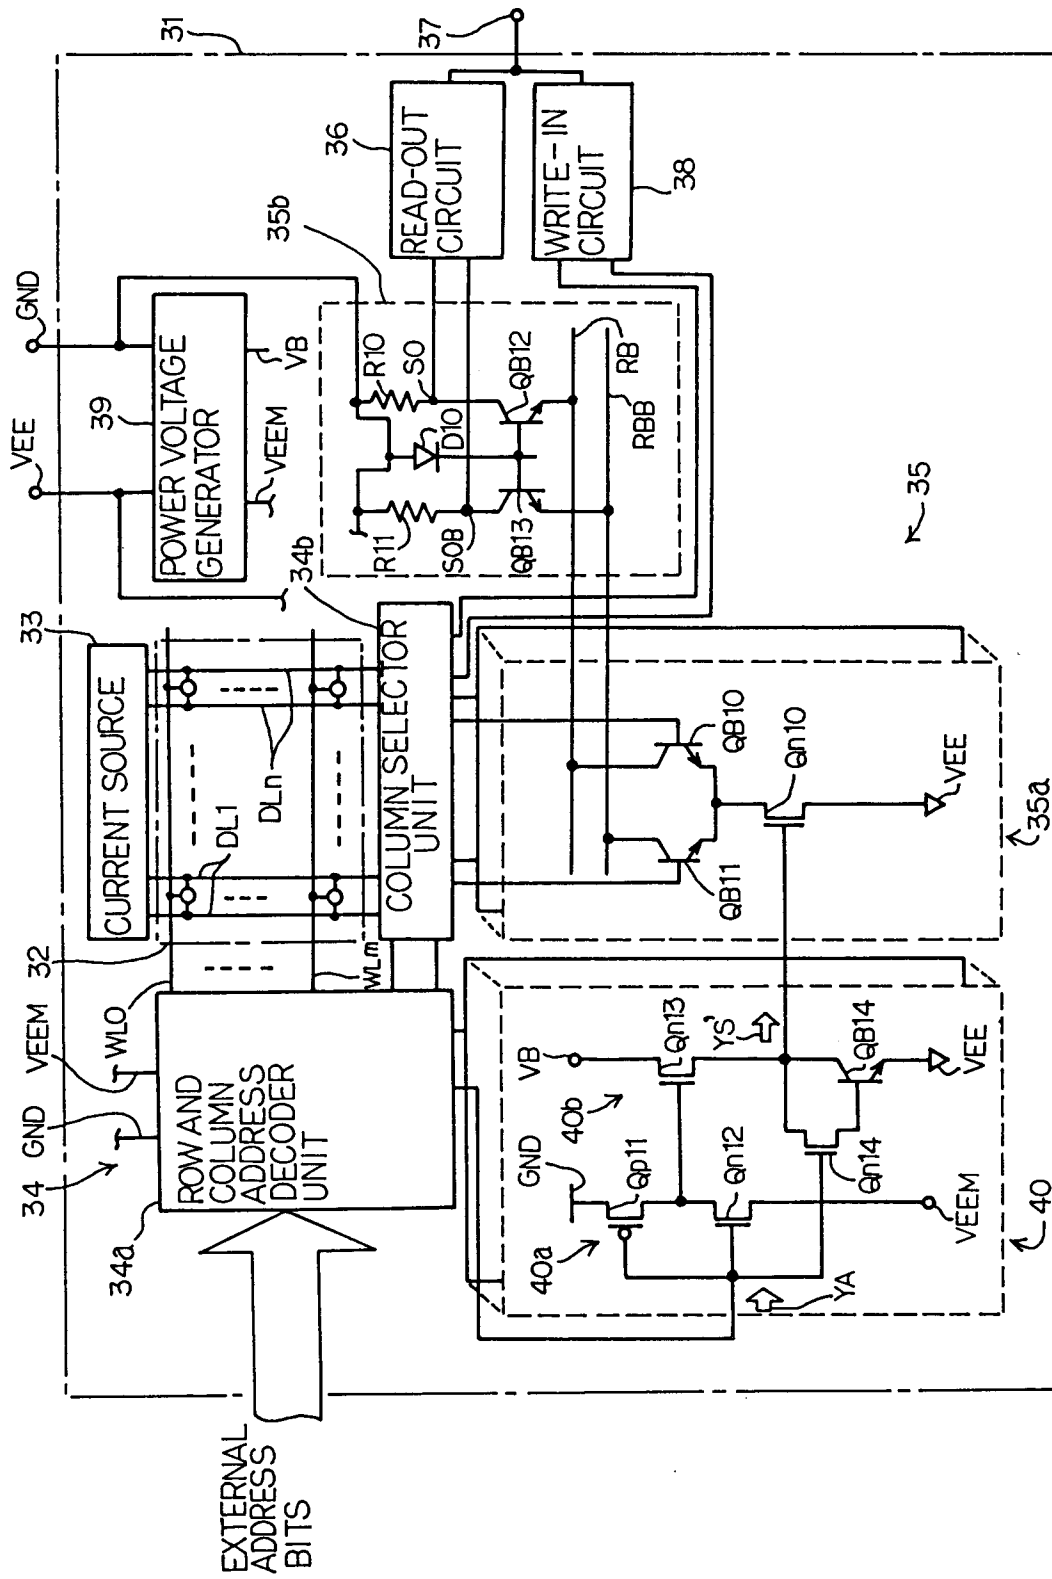 31
37
36
READ-OUT
CIRCUIT
WRITE-IN
CIRCUIT
38
35b
GND
VEE
39
POWER VOLTAGE
GENERATOR
VB
VEEM
R10
SO
D10
QB12
RB
RBB
R11
SOB
QB13
35
33
CURRENT SOURCE
34b
DL1
DLn
COLUMN SELECTOR
UNIT
QB10
QB11
Qn10
VEE
35a
32
WL0
WLm
VEEM
GND
34
34a
ROW AND
COLUMN
ADDRESS
DECODER
UNIT
EXTERNAL
ADDRESS
BITS
VB
Qn13
YS'
QB14
VEE
40b
GND
Qp11
40a
Qn12
Qn14
VEEM
YA
40